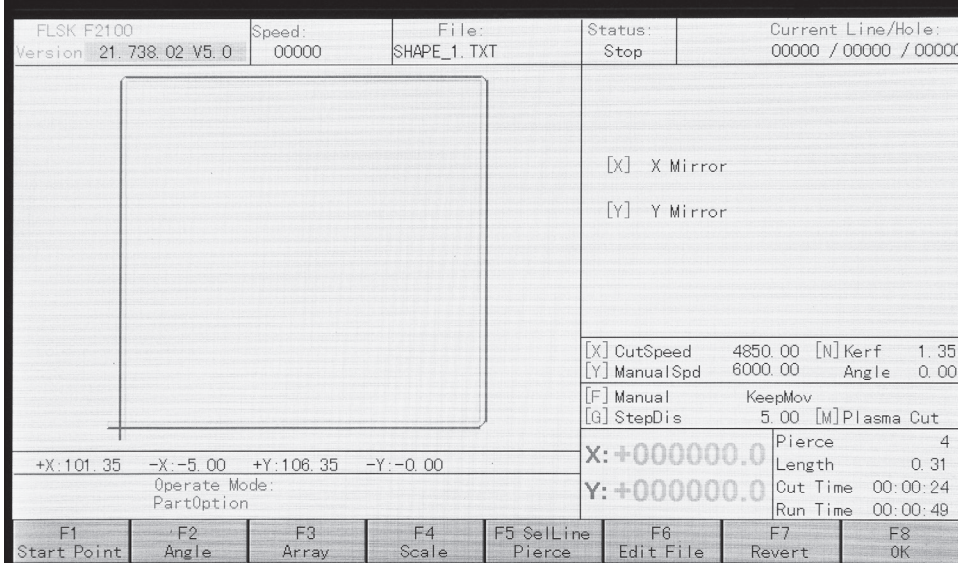 FLSK F2100
Version 21.738.02 V5.0
Speed:
00000
File:
SHAPE_1.TXT
Status:
Stop
Current Line/Hole:
00000 / 00000 / 00000
[X] X Mirror
[Y] Y Mirror
[X] CutSpeed 4850.00 [N] Kerf 1.35
[Y] ManualSpd 6000.00 Angle 0.00
[F] Manual KeepMov
[G] StepDis 5.00 [M] Plasma Cut
X: +000000.0
Y: +000000.0
Pierce 4
Length 0.31
Cut Time 00:00:24
Run Time 00:00:49
+X:101.35 -X:-5.00 +Y:106.35 -Y:-0.00
Operate Mode:
PartOption
F1
Start Point
F2
Angle
F3
Array
F4
Scale
F5 SelLine
Pierce
F6
Edit File
F7
Revert
F8
OK